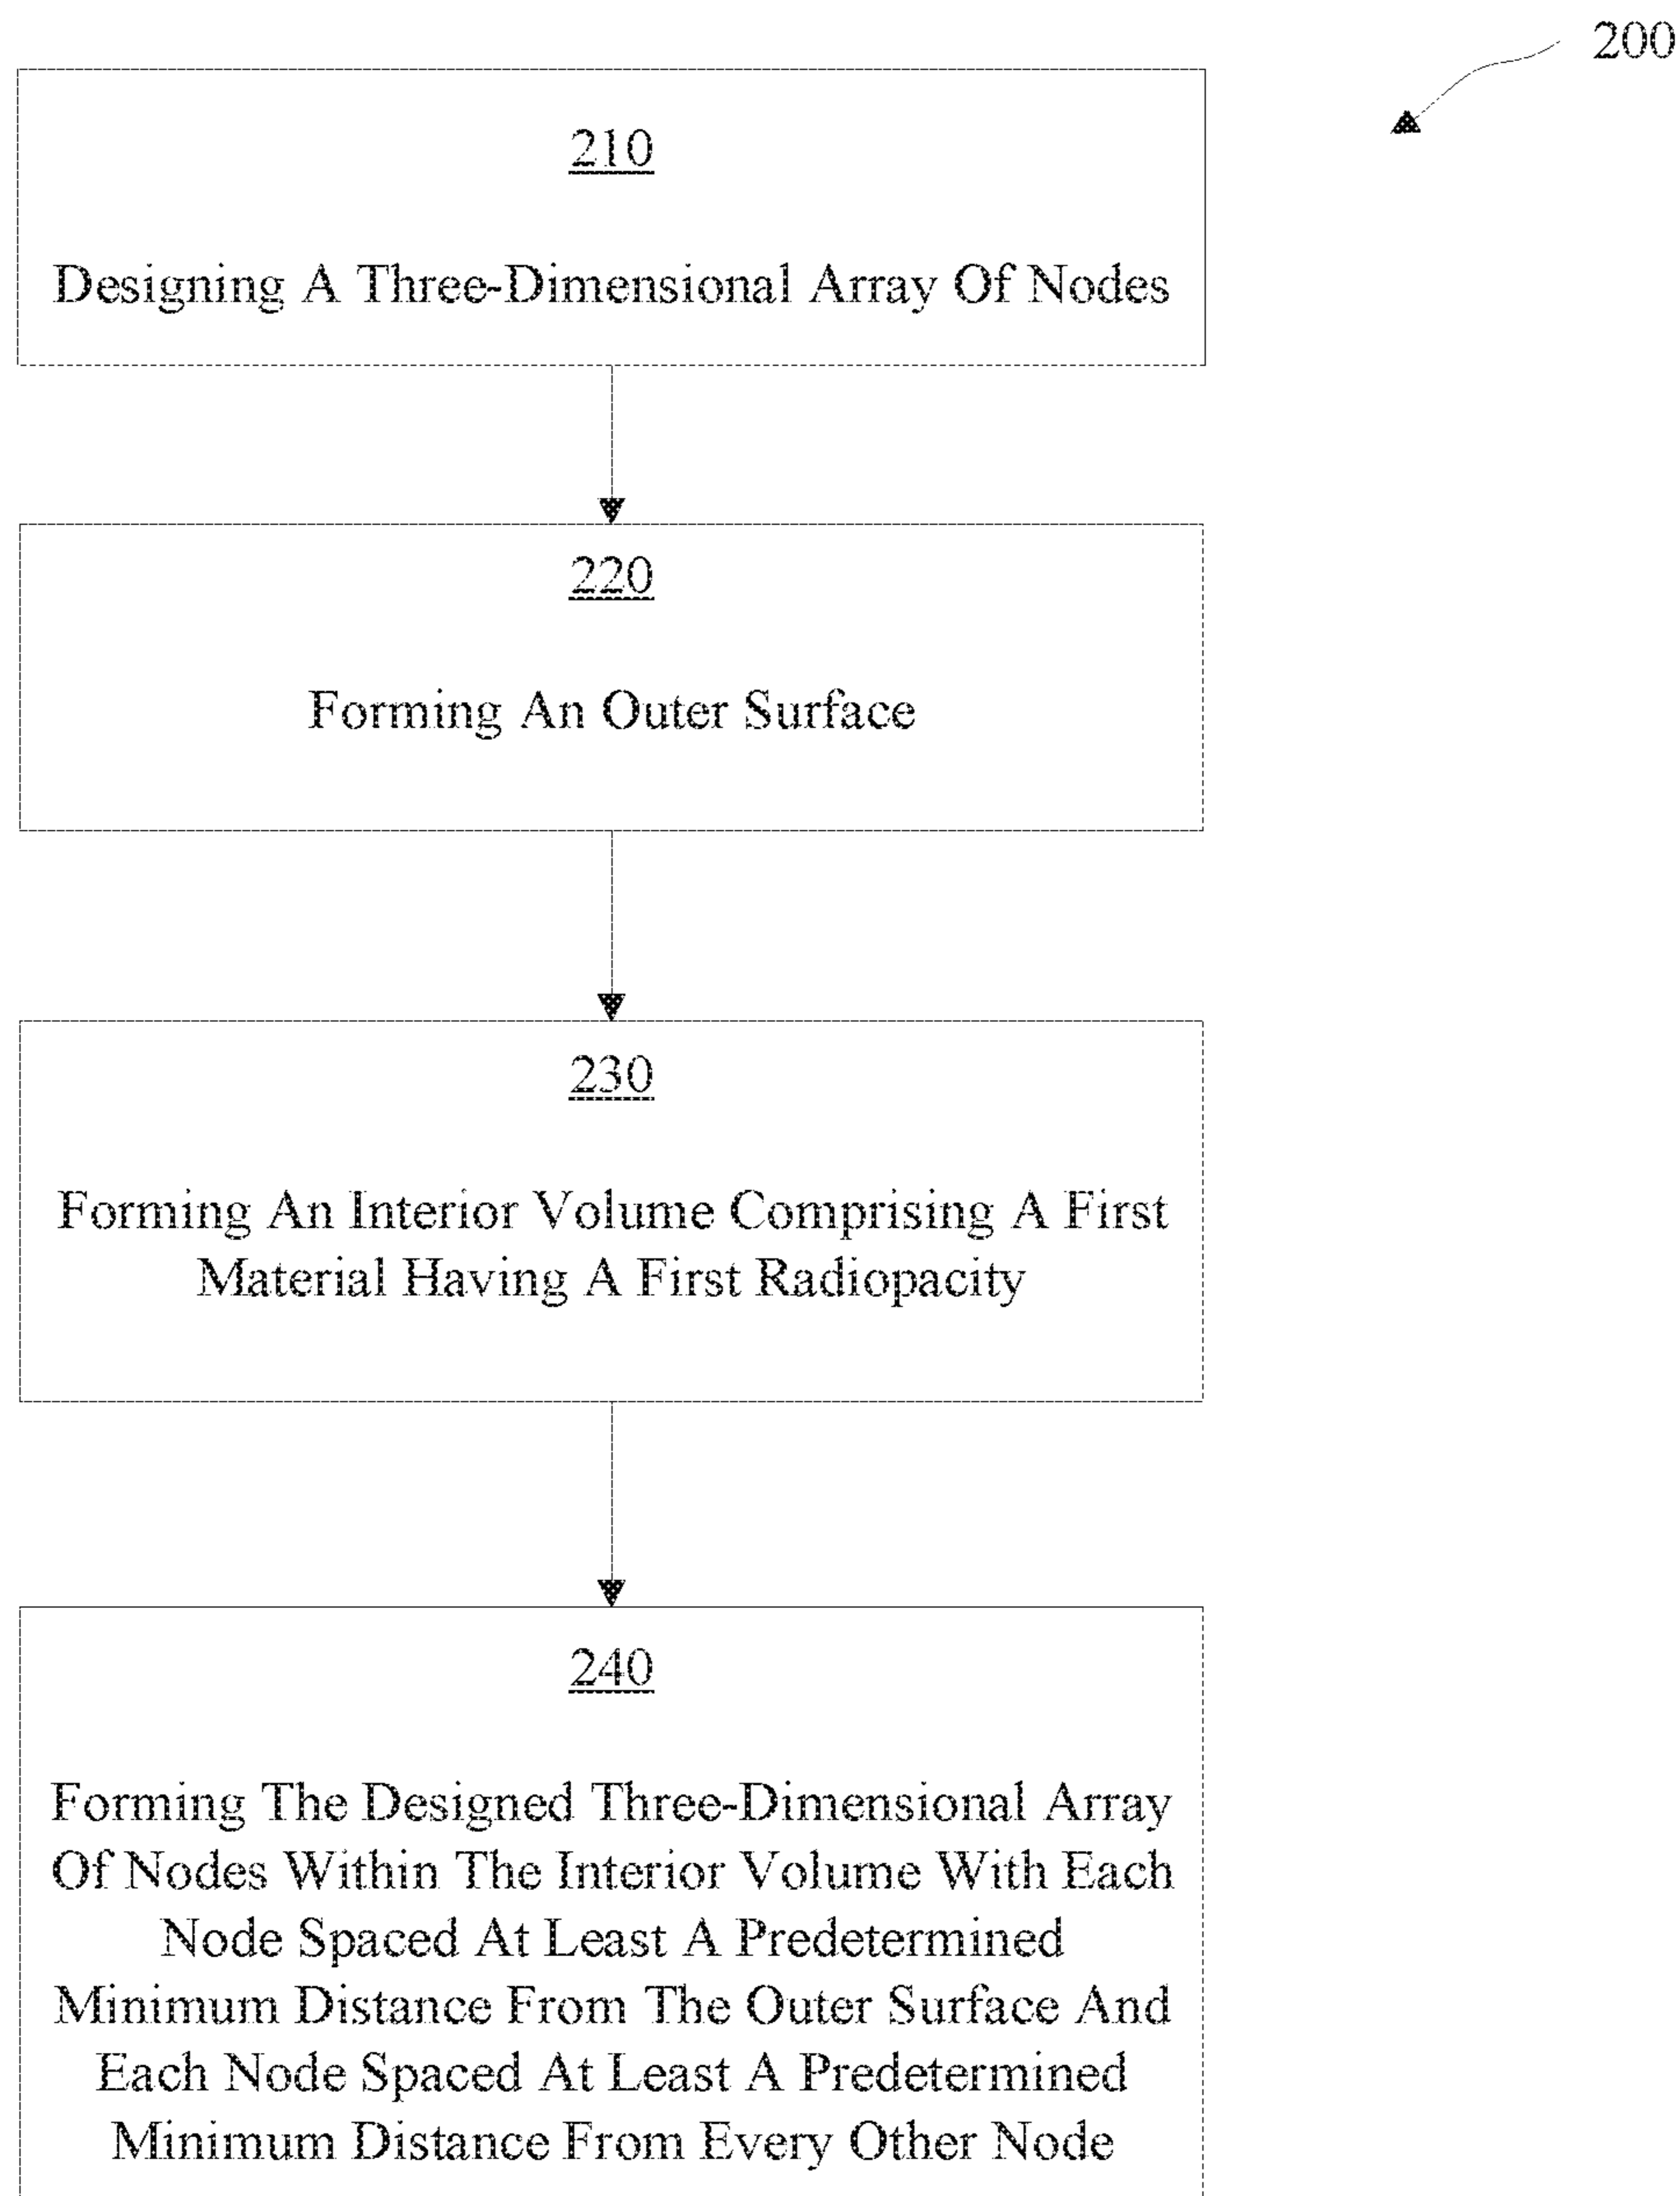 200
210
Designing A Three-Dimensional Array Of Nodes
220
Forming An Outer Surface
230
Forming An Interior Volume Comprising A First
Material Having A First Radiopacity
240
Forming The Designed Three-Dimensional Array
Of Nodes Within The Interior Volume With Each
Node Spaced At Least A Predetermined
Minimum Distance From The Outer Surface And
Each Node Spaced At Least A Predetermined
Minimum Distance From Every Other Node